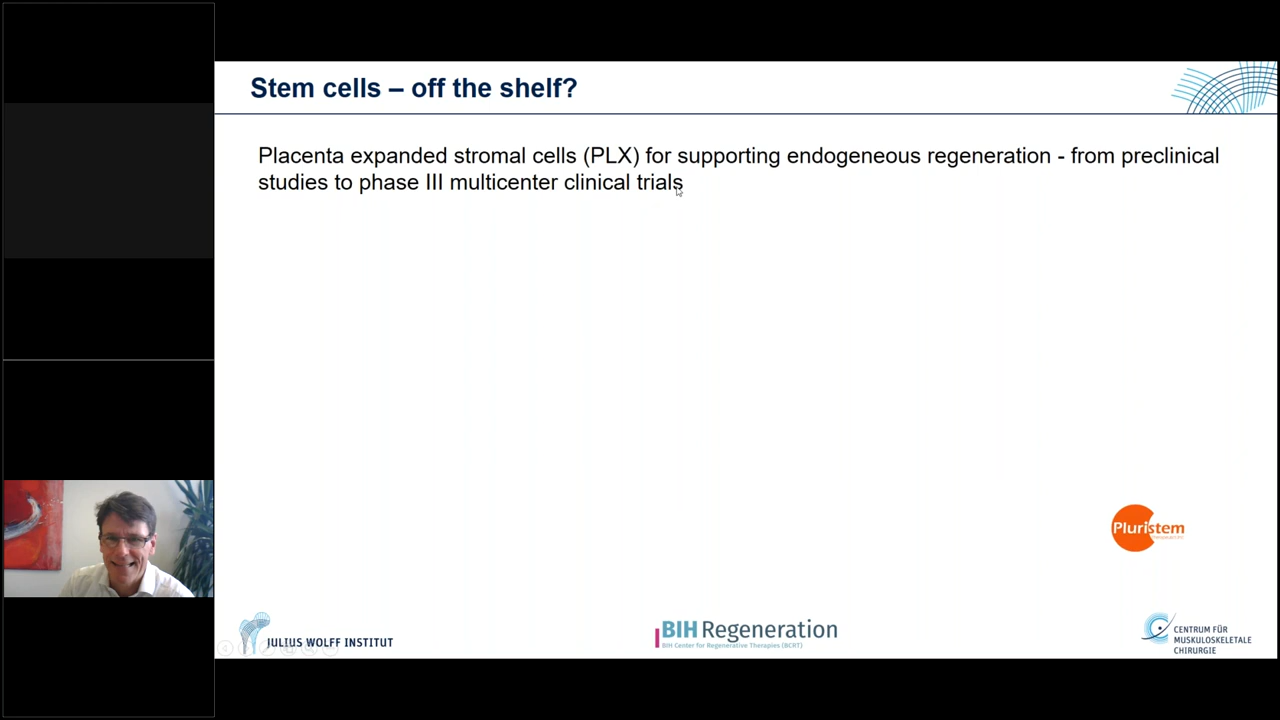 Stem cells – off the shelf?
Placenta expanded stromal cells (PLX) for supporting endogeneous regeneration - from preclinical
studies to phase III multicenter clinical trials
Pluristem
JULIUS WOLFF INSTITUT
BIH Regeneration
BIH Center for Regenerative Therapies (BCRT)
CENTRUM FÜR
MUSKULOSKELETALE
CHIRURGIE